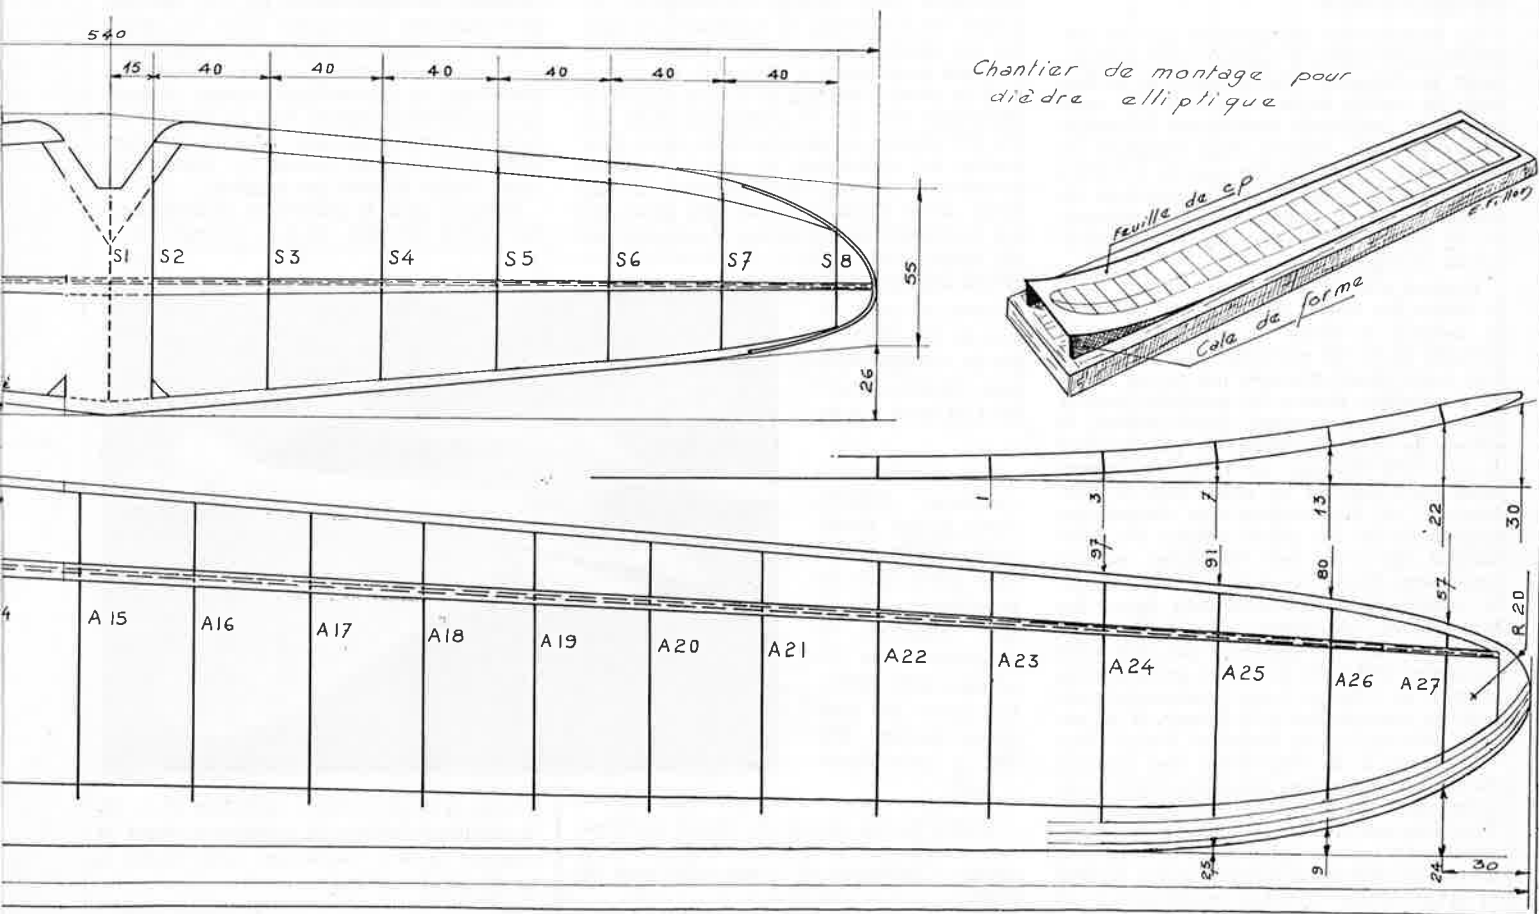 540
15 40 40 40 40 40 40
Chantier de montage pour
dièdre elliptique
feuille de cp
Cale de forme
S1 S2 S3 S4 S5 S6 S7 S8
55
26
1 3 7 13 22 30
97 91 80 57
R 20
A15 A16 A17 A18 A19 A20 A21 A22 A23 A24 A25 A26 A27
9 24 30